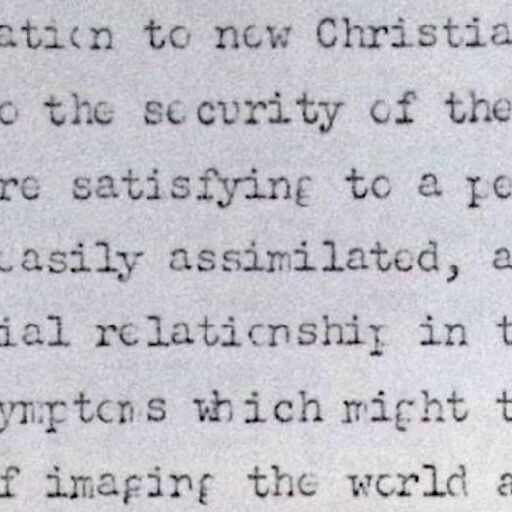 ation to new Christia
o the security of the
re satisfying to a pe
easily assimilated, a
ial relationship in t
ymptoms which might t
f imaging the world a